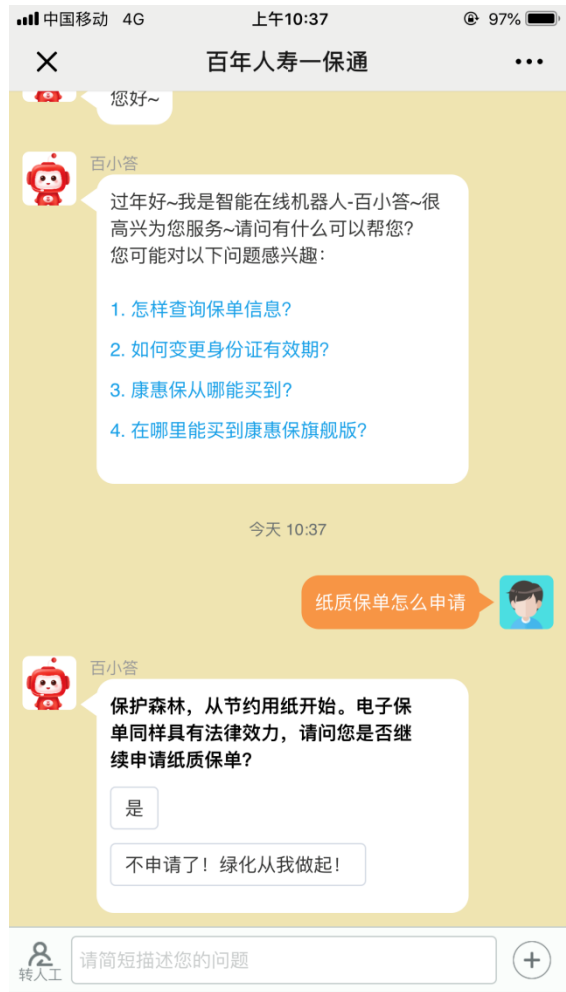 中国移动 4G 上午10:37 97%
百年人寿一保通
您好~
百小答
过年好~我是智能在线机器人-百小答~很
高兴为您服务~请问有什么可以帮您?
您可能对以下问题感兴趣:
1. 怎样查询保单信息?
2. 如何变更身份证有效期?
3. 康惠保从哪能买到?
4. 在哪里能买到康惠保旗舰版?
今天 10:37
纸质保单怎么申请
百小答
保护森林，从节约用纸开始。电子保
单同样具有法律效力，请问您是否继
续申请纸质保单?
是
不申请了！绿化从我做起！
请简短描述您的问题
转人工